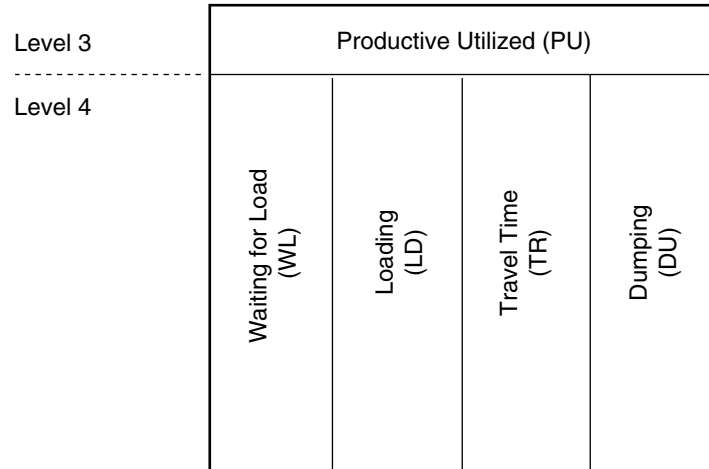 Level 3
Productive Utilized (PU)
Level 4
Waiting for Load
(WL)
Loading
(LD)
Travel Time
(TR)
Dumping
(DU)